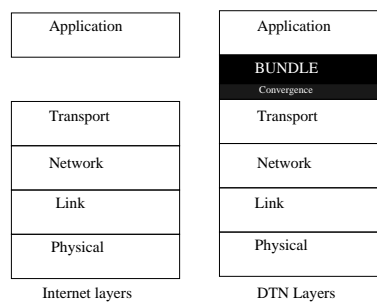 Application
Transport
Network
Link
Physical
Internet layers
Application
BUNDLE
Convergence
Transport
Network
Link
Physical
DTN Layers